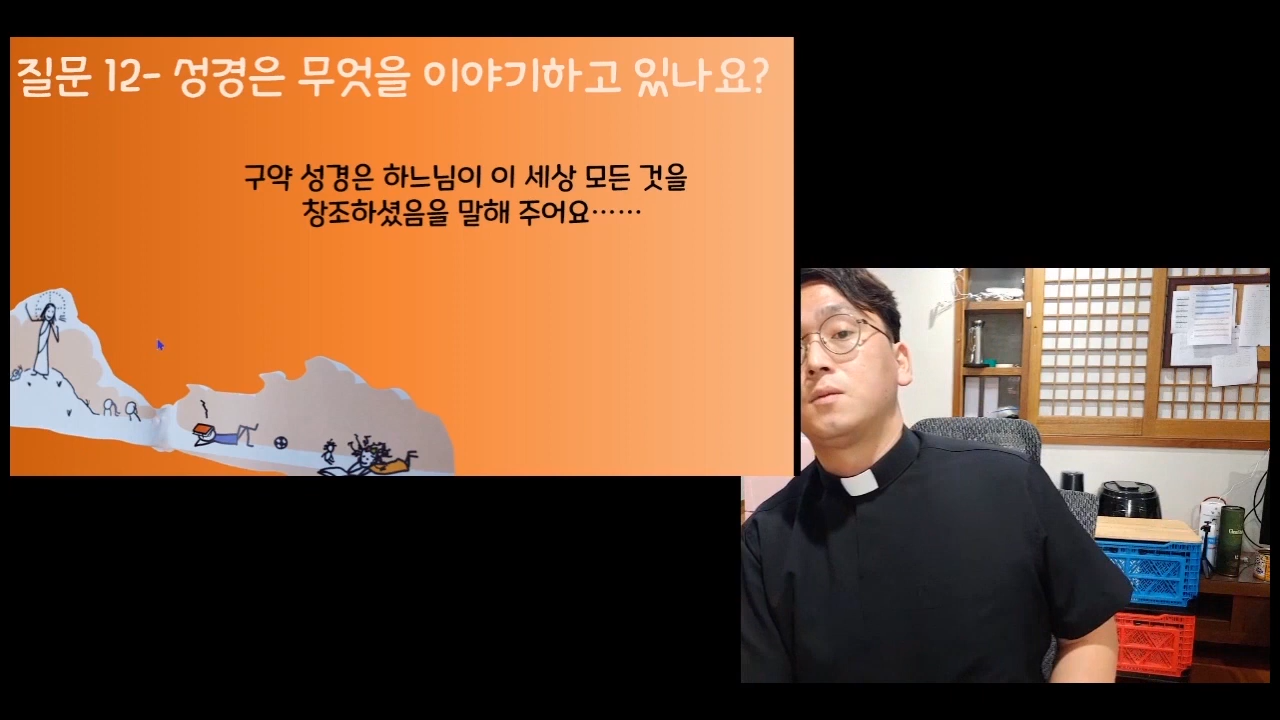 질문 12- 성경은 무엇을 이야기하고 있나요?
구약 성경은 하느님이 이 세상 모든 것을
창조하셨음을 말해 주어요……